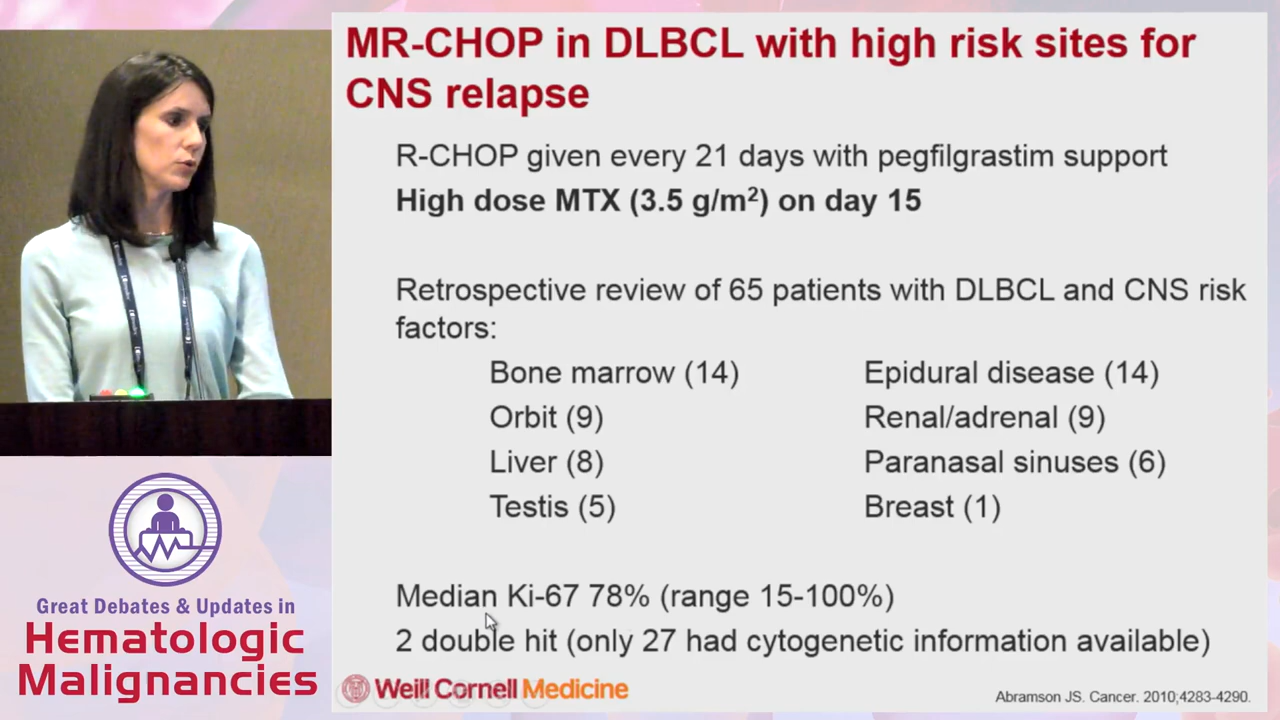 MR-CHOP in DLBCL with high risk sites for
CNS relapse
R-CHOP given every 21 days with pegfilgrastim support
High dose MTX (3.5 g/m²) on day 15
Retrospective review of 65 patients with DLBCL and CNS risk
factors:
Bone marrow (14)
Epidural disease (14)
Orbit (9)
Renal/adrenal (9)
Liver (8)
Paranasal sinuses (6)
Testis (5)
Breast (1)
Median Ki-67 78% (range 15-100%)
2 double hit (only 27 had cytogenetic information available)
Weill Cornell Medicine
Abramson JS. Cancer. 2010;4283-4290.
Great Debates & Updates in
Hematologic
Malignancies